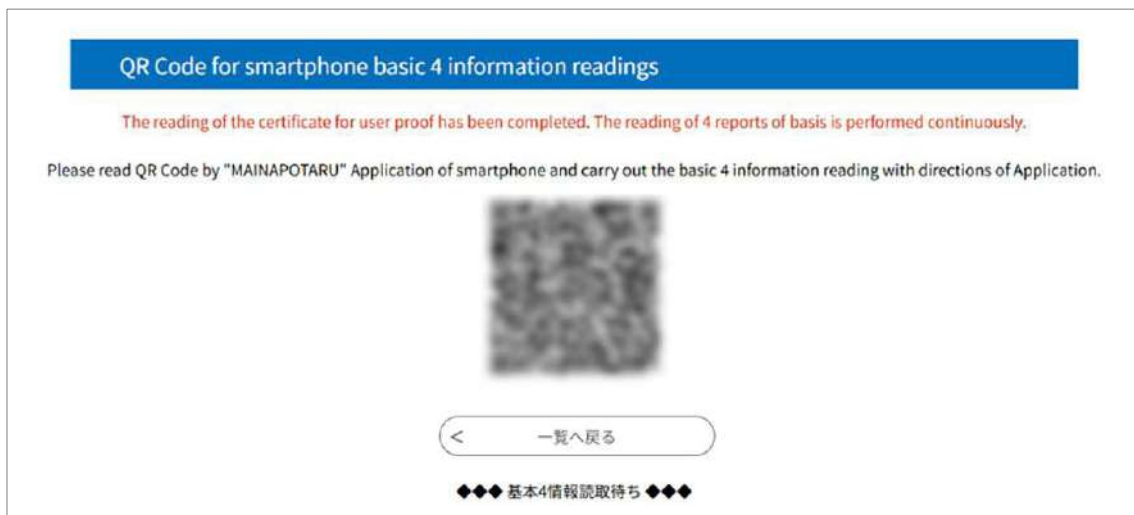 QR Code for smartphone basic 4 information readings
The reading of the certificate for user proof has been completed. The reading of 4 reports of basis is performed continuously.
Please read QR Code by "MAINAPOTARU" Application of smartphone and carry out the basic 4 information reading with directions of Application.
< 一覧へ戻る
◆◆◆ 基本4情報読取待ち ◆◆◆